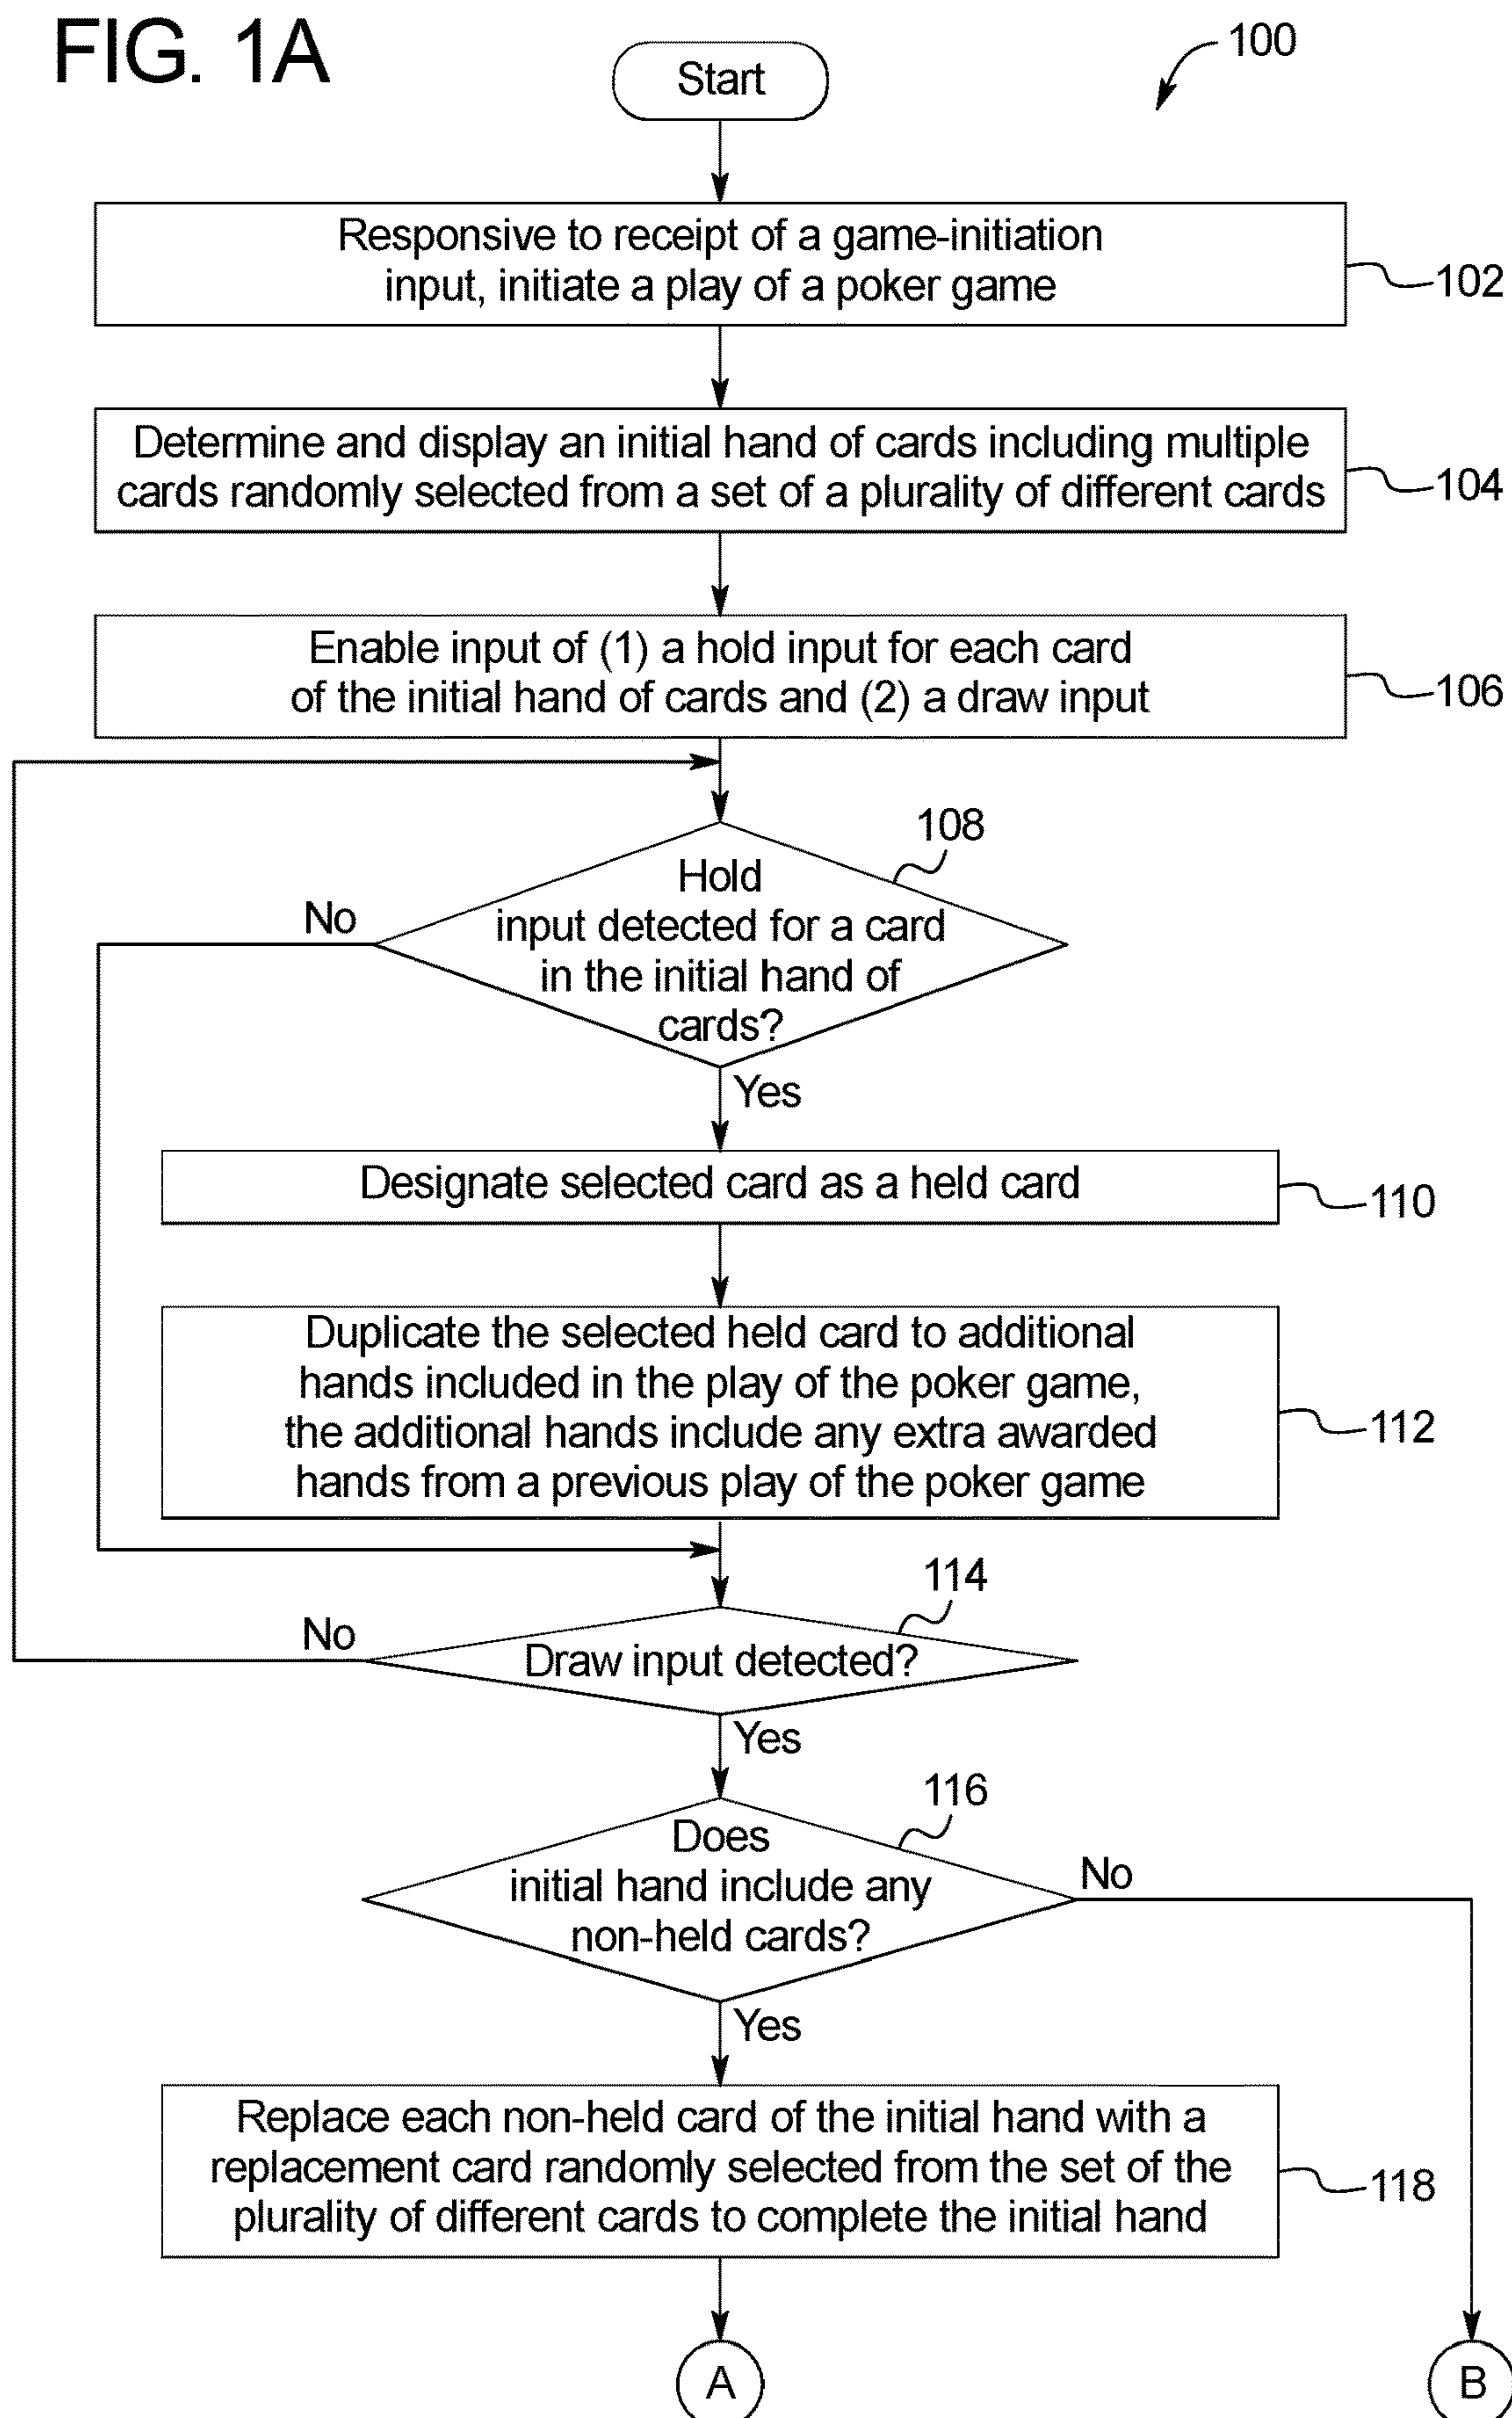 FIG. 1A
Start
100
Responsive to receipt of a game-initiation
input, initiate a play of a poker game
102
Determine and display an initial hand of cards including multiple
cards randomly selected from a set of a plurality of different cards
104
Enable input of (1) a hold input for each card
of the initial hand of cards and (2) a draw input
106
108
Hold
input detected for a card
in the initial hand of
cards?
No
Yes
Designate selected card as a held card
110
Duplicate the selected held card to additional
hands included in the play of the poker game,
the additional hands include any extra awarded
hands from a previous play of the poker game
112
114
No
Draw input detected?
Yes
116
Does
initial hand include any
non-held cards?
No
Yes
Replace each non-held card of the initial hand with a
replacement card randomly selected from the set of the
plurality of different cards to complete the initial hand
118
A
B